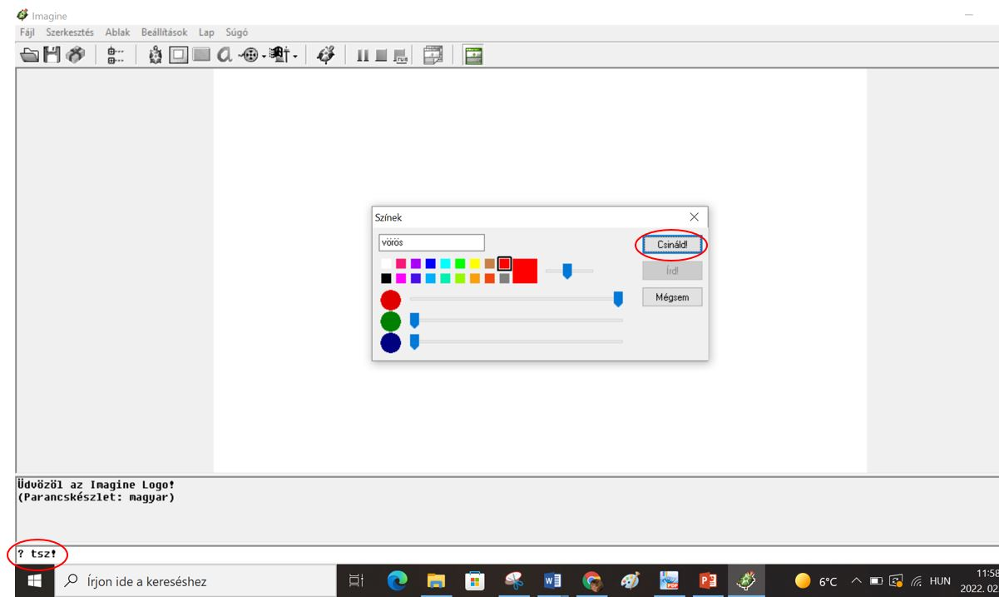 Imagine
Fájl Szerkesztés Ablak Beállítások Lap Súgó
Színek
vörös
Csináld!
Írd!
Mégsem
Üdvözöl az Imagine Logo!
(Parancskészlet: magyar)
? tsz!
Írjon ide a kereséshez
6°C
HUN
11:58
2022. 02